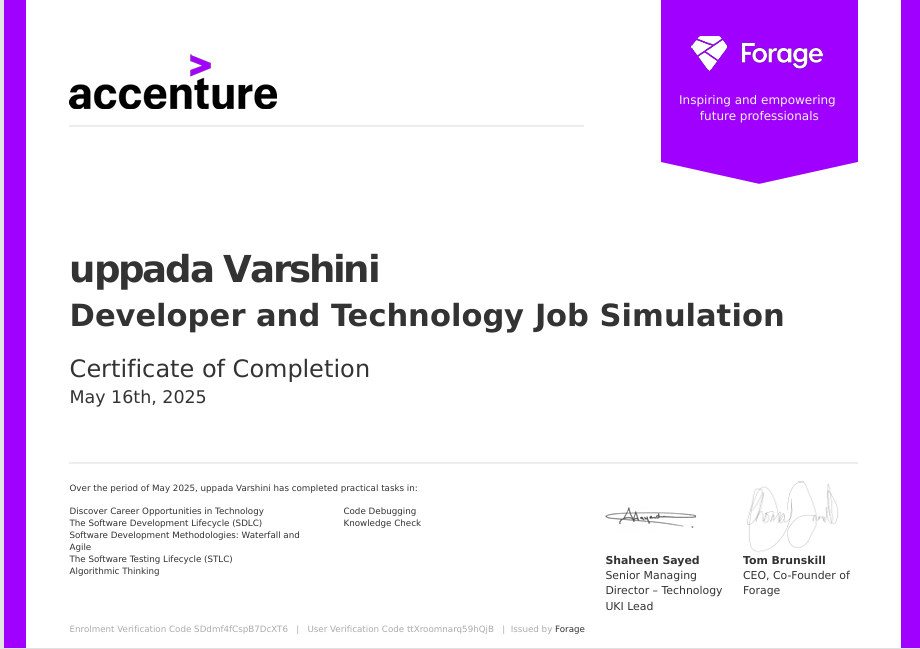 accenture
Forage
Inspiring and empowering
future professionals
uppada Varshini
Developer and Technology Job Simulation
Certificate of Completion
May 16th, 2025
Over the period of May 2025, uppada Varshini has completed practical tasks in:
Discover Career Opportunities in Technology
The Software Development Lifecycle (SDLC)
Software Development Methodologies: Waterfall and
Agile
The Software Testing Lifecycle (STLC)
Algorithmic Thinking
Code Debugging
Knowledge Check
Shaheen Sayed
Senior Managing
Director – Technology
UKI Lead
Tom Brunskill
CEO, Co-Founder of
Forage
Enrolment Verification Code SDdmf4fCspB7DcXT6 | User Verification Code ttXroomnarq59hQjB | Issued by Forage